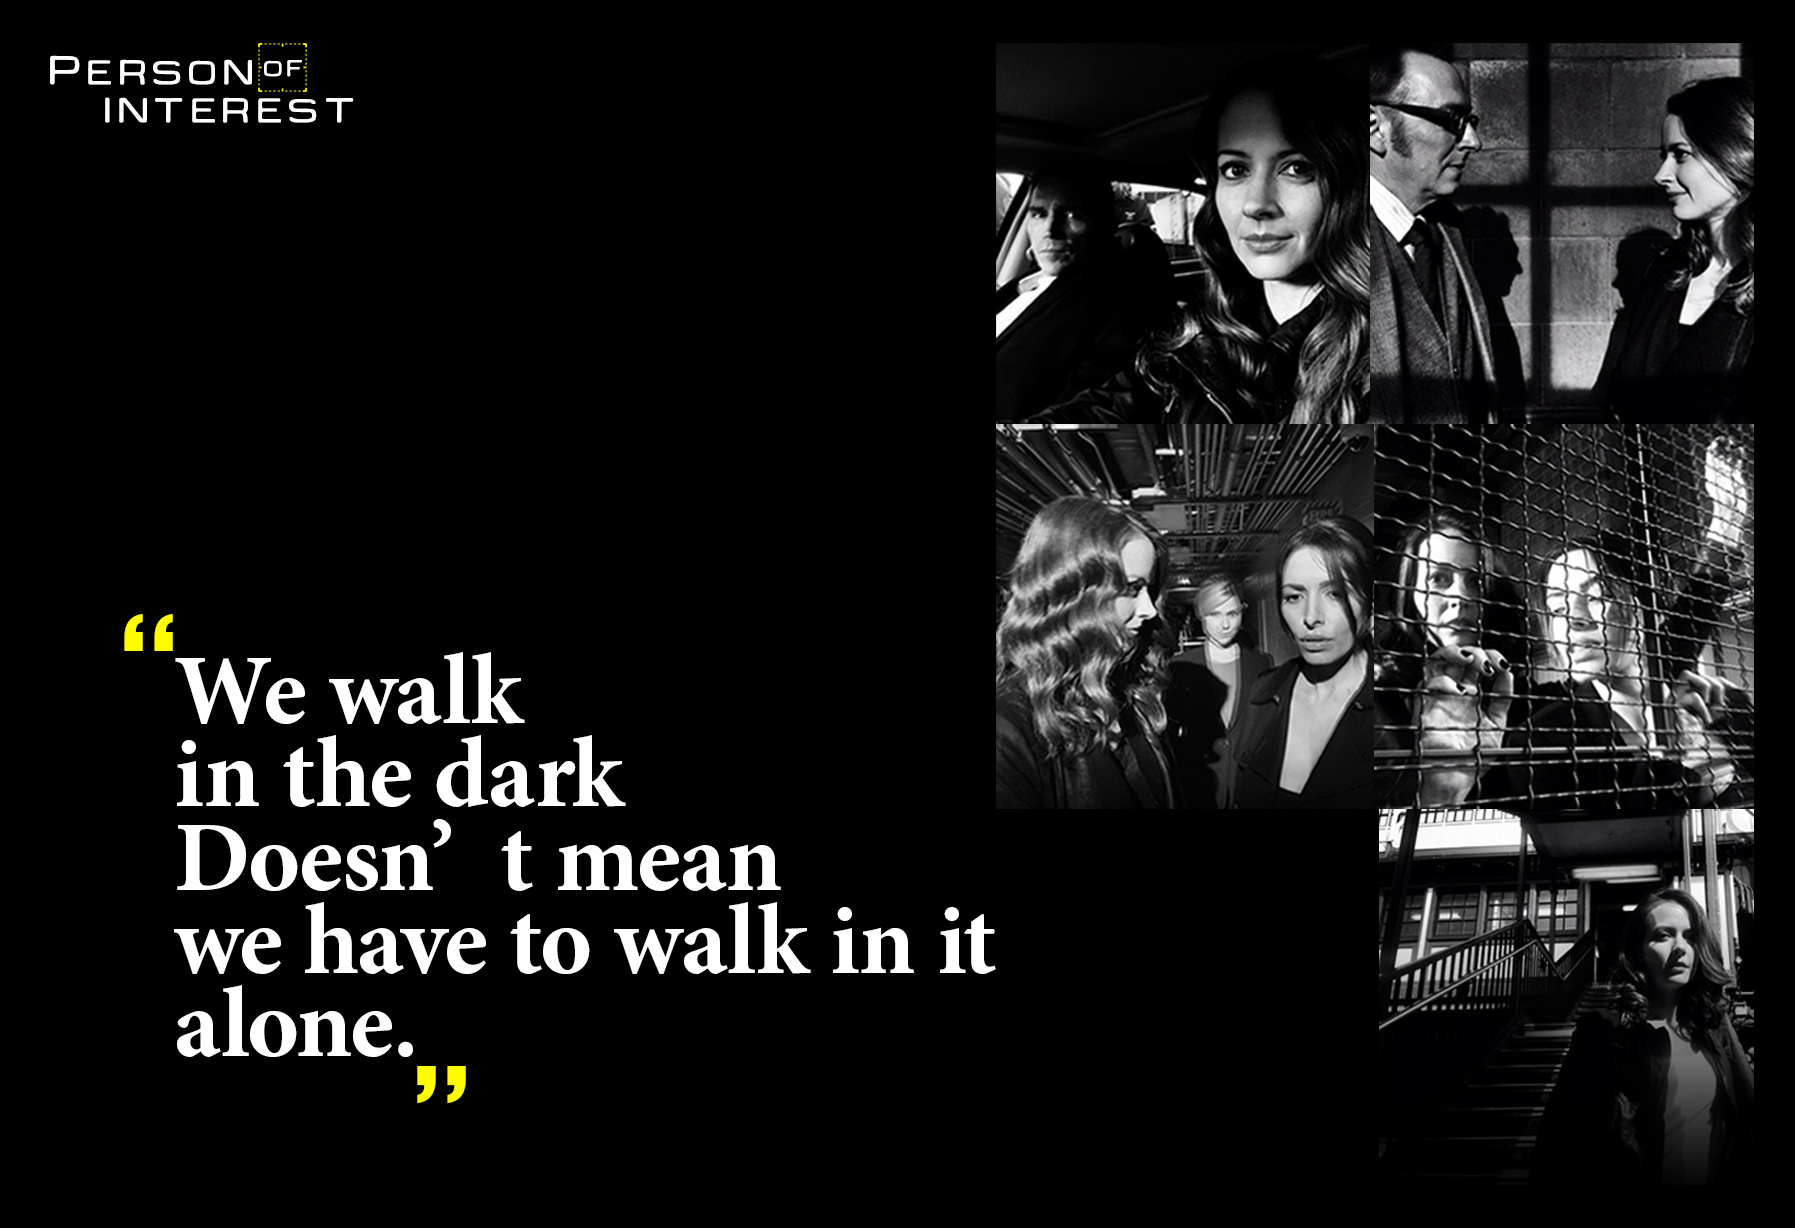 PERSON OF
INTEREST
“We walk
in the dark
Doesn’  t mean
we have to walk in it
alone.”